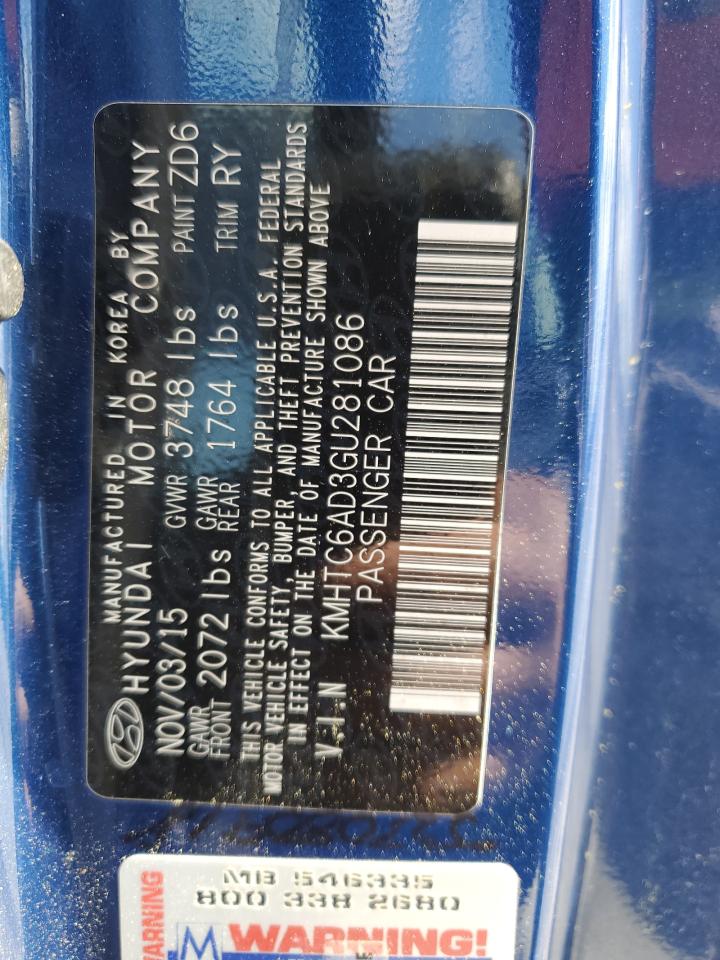 MANUFACTURED IN KOREA BY
HYUNDAI MOTOR COMPANY
NOV/03/15 GVWR 3748 lbs PAINT ZD6
GAWR FRONT 2072 lbs GAWR REAR 1764 lbs TRIM RY
THIS VEHICLE CONFORMS TO ALL APPLICABLE U.S.A. FEDERAL
MOTOR VEHICLE SAFETY, BUMPER, AND THEFT PREVENTION STANDARDS
IN EFFECT ON THE DATE OF MANUFACTURE SHOWN ABOVE
V.I.N KMHTC6AD3GU281086
PASSENGER CAR
MB 546335
800 338 2680
WARNING!
WARNING
M